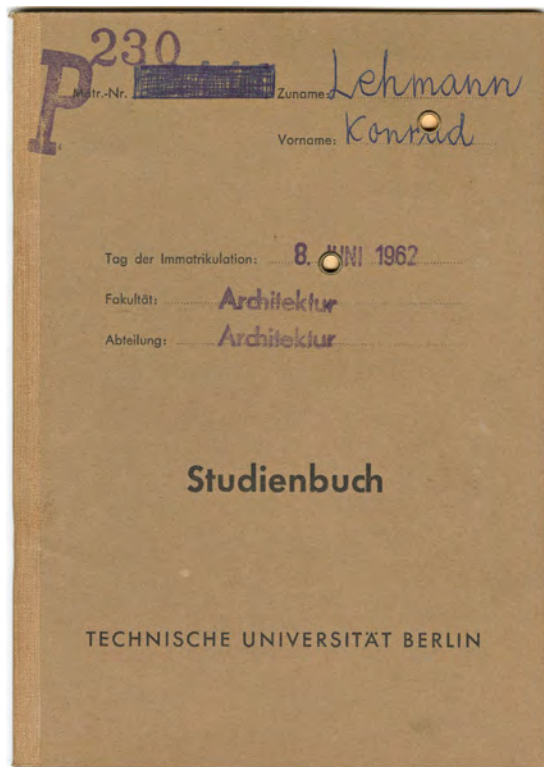 230
P
Matr.-Nr. Zuname: Lehmann
Vorname: Konrad
Tag der Immatrikulation: 8. JUNI 1962
Fakultät: Architektur
Abteilung: Architektur
Studienbuch
TECHNISCHE UNIVERSITÄT BERLIN